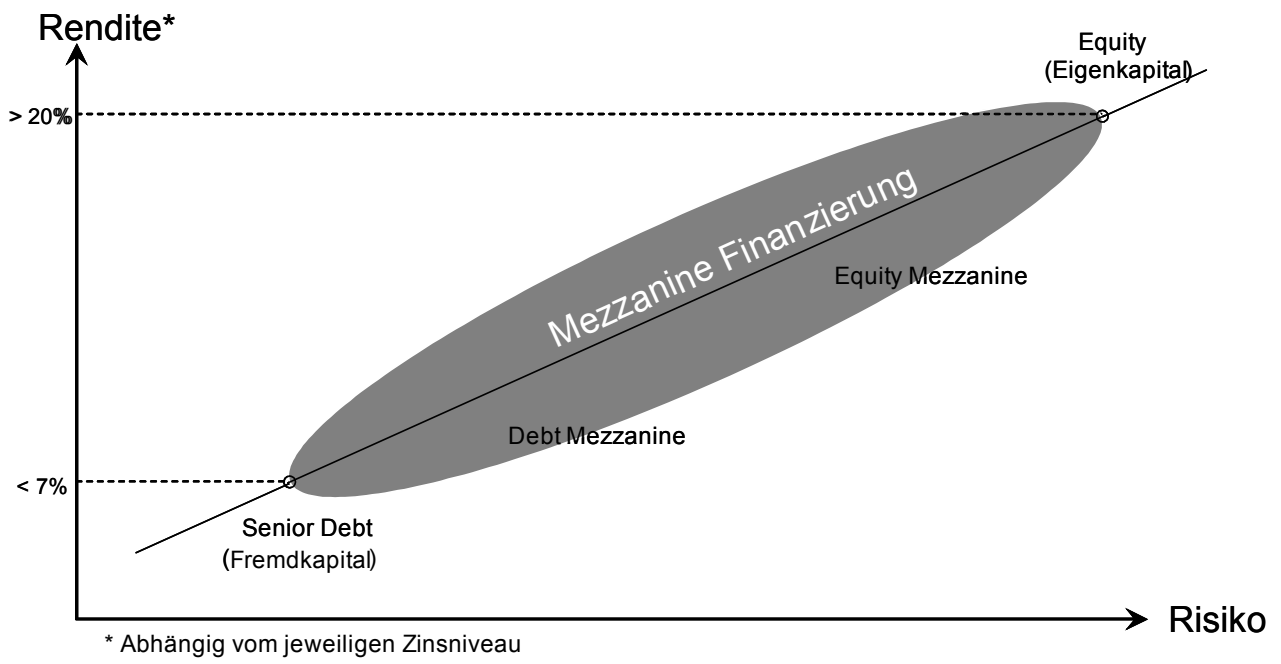 Rendite*
Equity
(Eigenkapital)
> 20%
Mezzanine Finanzierung
Equity Mezzanine
Debt Mezzanine
< 7%
Senior Debt
(Fremdkapital)
Risiko
* Abhängig vom jeweiligen Zinsniveau